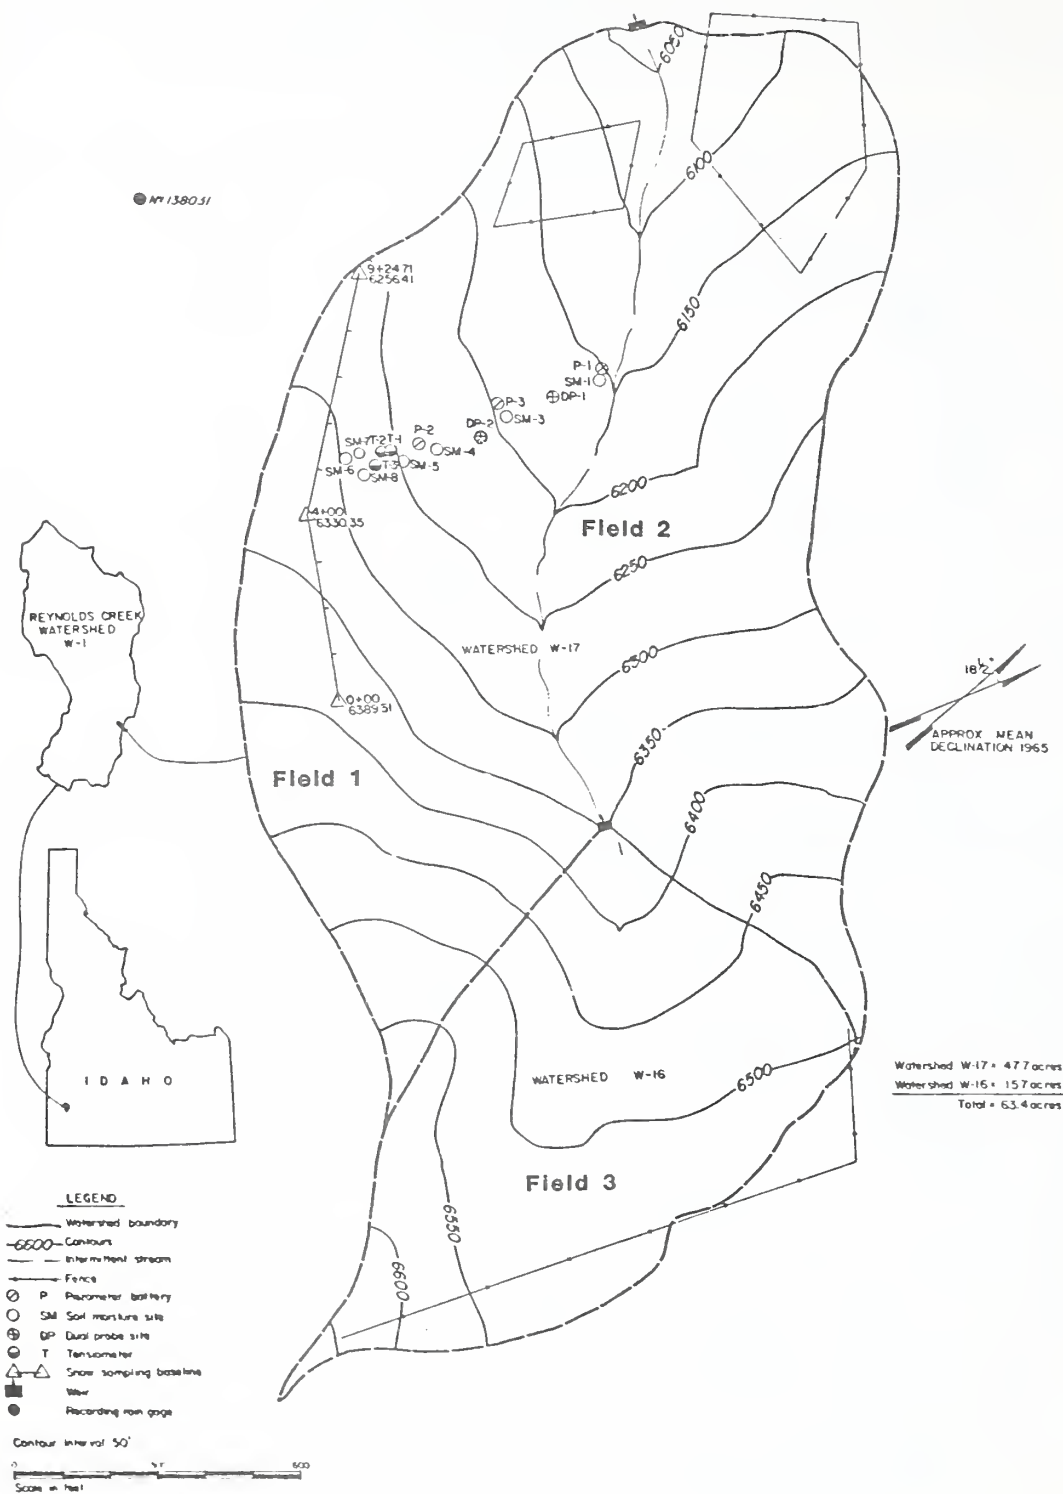 6050
6100
138031
9+24.71
6256.41
6150
P-1
SM-1
DP-1
P-3
SM-3
DP-2
P-2
SM-4
SM-7
T-2
T-1
SM-6
T-3
SM-5
SM-8
6200
4+00
6330.35
Field 2
6250
REYNOLDS CREEK
WATERSHED
W-1
WATERSHED W-17
6300
18½°
APPROX MEAN
DECLINATION 1965
0+00
6389.51
6350
Field 1
6400
6450
IDAHO
WATERSHED W-16
6500
Watershed W-17 = 47.7 acres
Watershed W-16 = 15.7 acres
Total = 63.4 acres
Field 3
6550
6600
LEGEND
Watershed boundary
6600 Contours
Intermittent stream
Fence
P Piezometer battery
SM Soil moisture site
DP Dual probe site
T Tensiometer
Snow sampling baseline
Weir
Recording rain gage
Contour interval 50'
0 600
Scale in feet